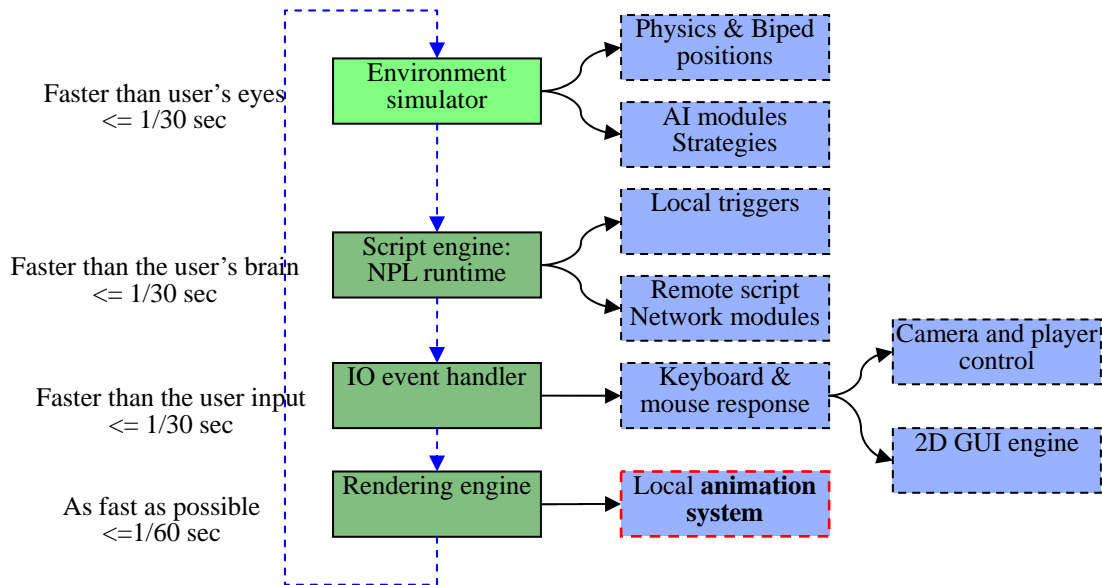 Physics & Biped
positions
Environment
simulator
Faster than user's eyes
<= 1/30 sec
AI modules
Strategies
Local triggers
Script engine:
NPL runtime
Faster than the user's brain
<= 1/30 sec
Remote script
Network modules
Camera and player
control
IO event handler
Keyboard &
mouse response
Faster than the user input
<= 1/30 sec
2D GUI engine
Rendering engine
Local animation
system
As fast as possible
<=1/60 sec